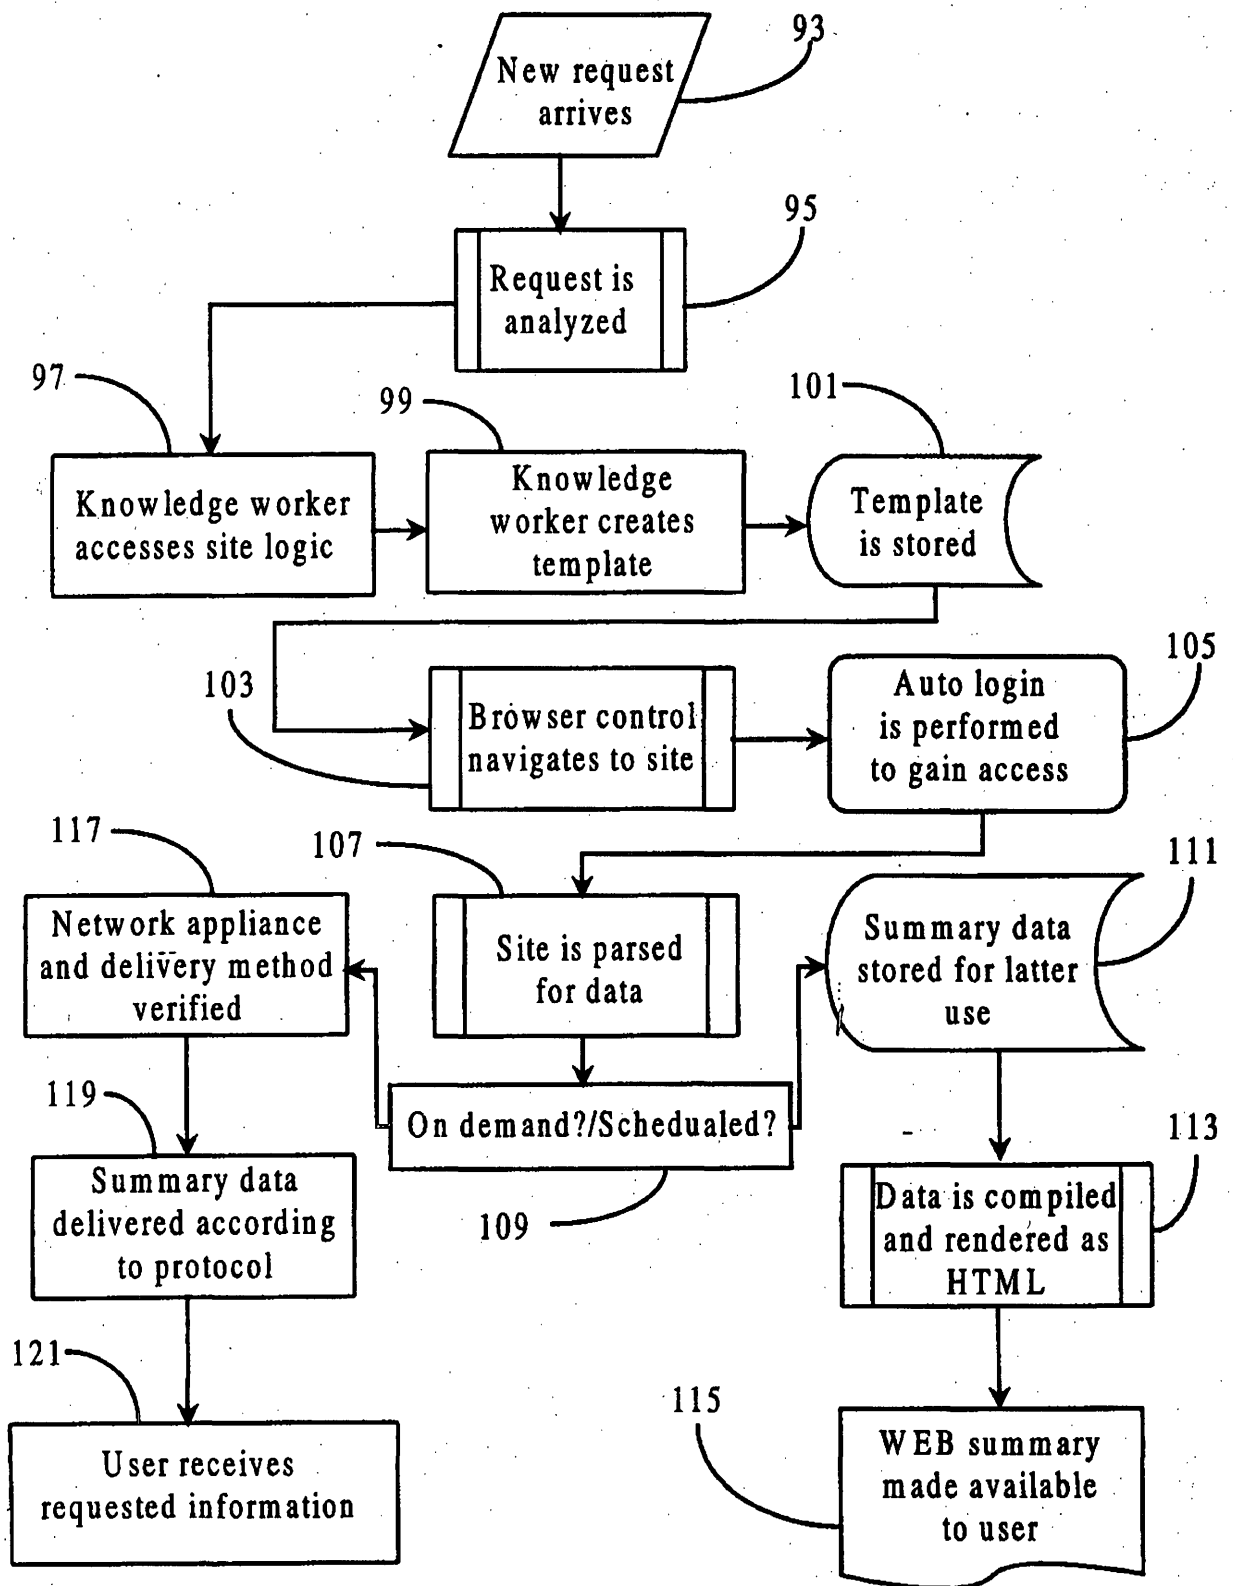 93
New request
arrives
95
Request is
analyzed
97
Knowledge worker
accesses site logic
99
Knowledge
worker creates
template
101
Template
is stored
103
Browser control
navigates to site
105
Auto login
is performed
to gain access
107
Site is parsed
for data
109
On demand?/Schedualed?
111
Summary data
stored for latter
use
113
Data is compiled
and rendered as
HTML
115
WEB summary
made available
to user
117
Network appliance
and delivery method
verified
119
Summary data
delivered according
to protocol
121
User receives
requested information